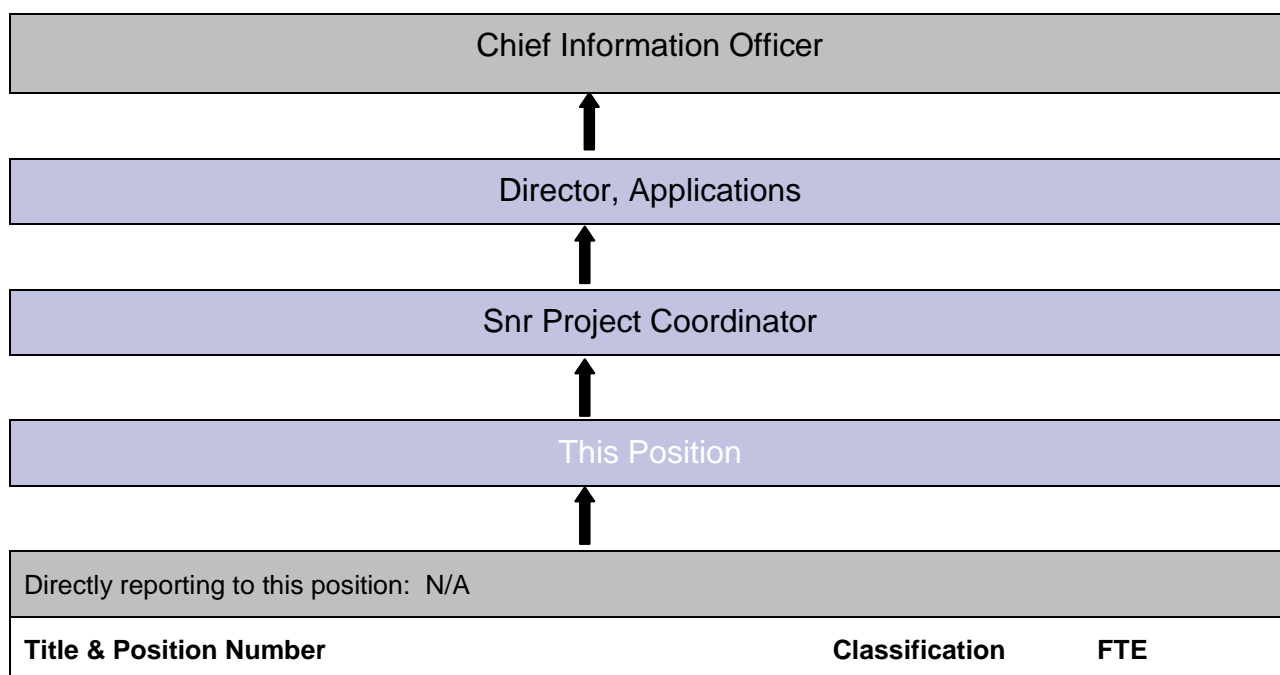 Chief Information Officer
Director, Applications
Snr Project Coordinator
This Position
Directly reporting to this position: N/A
Title & Position Number Classification FTE